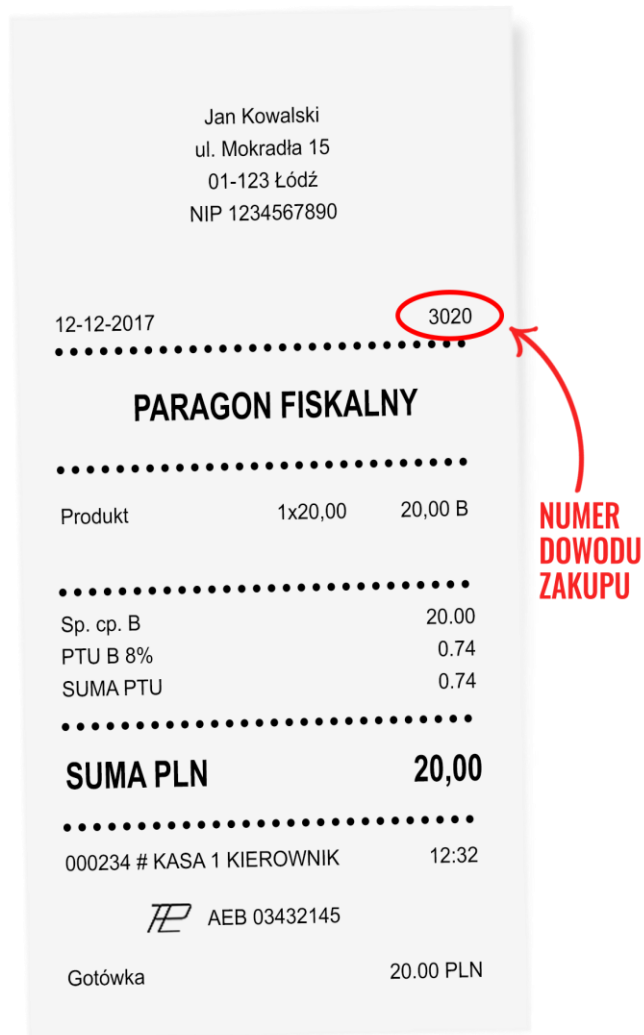 Jan Kowalski
ul. Mokradła 15
01-123 Łódź
NIP 1234567890
12-12-2017 3020
PARAGON FISKALNY
Produkt 1x20,00 20,00 B
NUMER
DOWODU
ZAKUPU
Sp. cp. B 20.00
PTU B 8% 0.74
SUMA PTU 0.74
SUMA PLN 20,00
000234 # KASA 1 KIEROWNIK 12:32
AEB 03432145
Gotówka 20.00 PLN